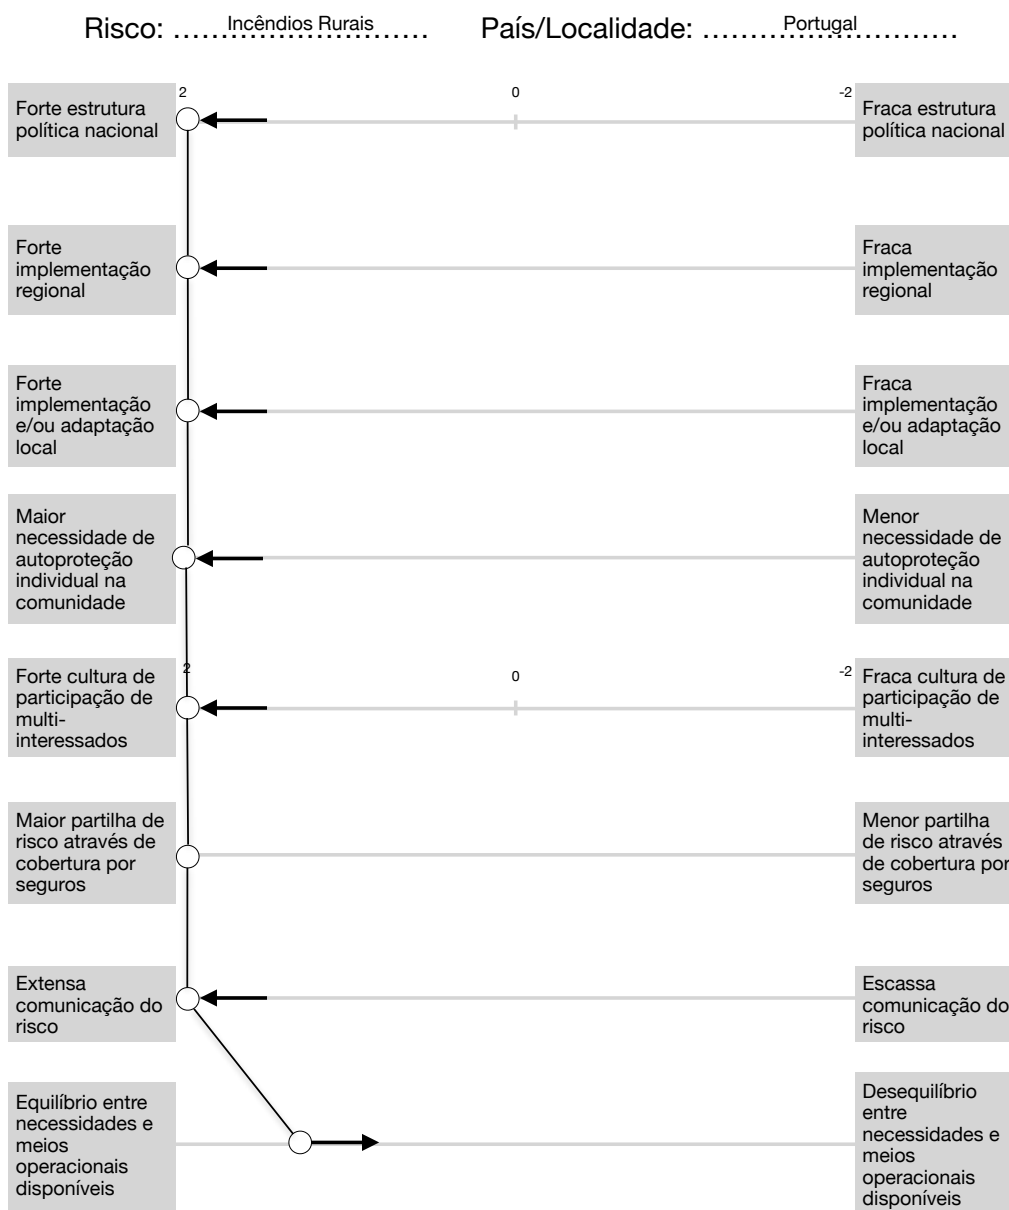 Risco: ........................... País/Localidade: ...........................
Incêndios Rurais Portugal
2 0 -2
Forte estrutura
política nacional
Fraca estrutura
política nacional
Forte
implementação
regional
Fraca
implementação
regional
Forte
implementação
e/ou adaptação
local
Fraca
implementação
e/ou adaptação
local
Maior
necessidade de
autoproteção
individual na
comunidade
Menor
necessidade de
autoproteção
individual na
comunidade
2 0 -2
Forte cultura de
participação de
multi-
interessados
Fraca cultura de
participação de
multi-
interessados
Maior partilha de
risco através de
cobertura por
seguros
Menor partilha
de risco através
de cobertura por
seguros
Extensa
comunicação do
risco
Escassa
comunicação do
risco
Equilíbrio entre
necessidades e
meios
operacionais
disponíveis
Desequilíbrio
entre
necessidades e
meios
operacionais
disponíveis